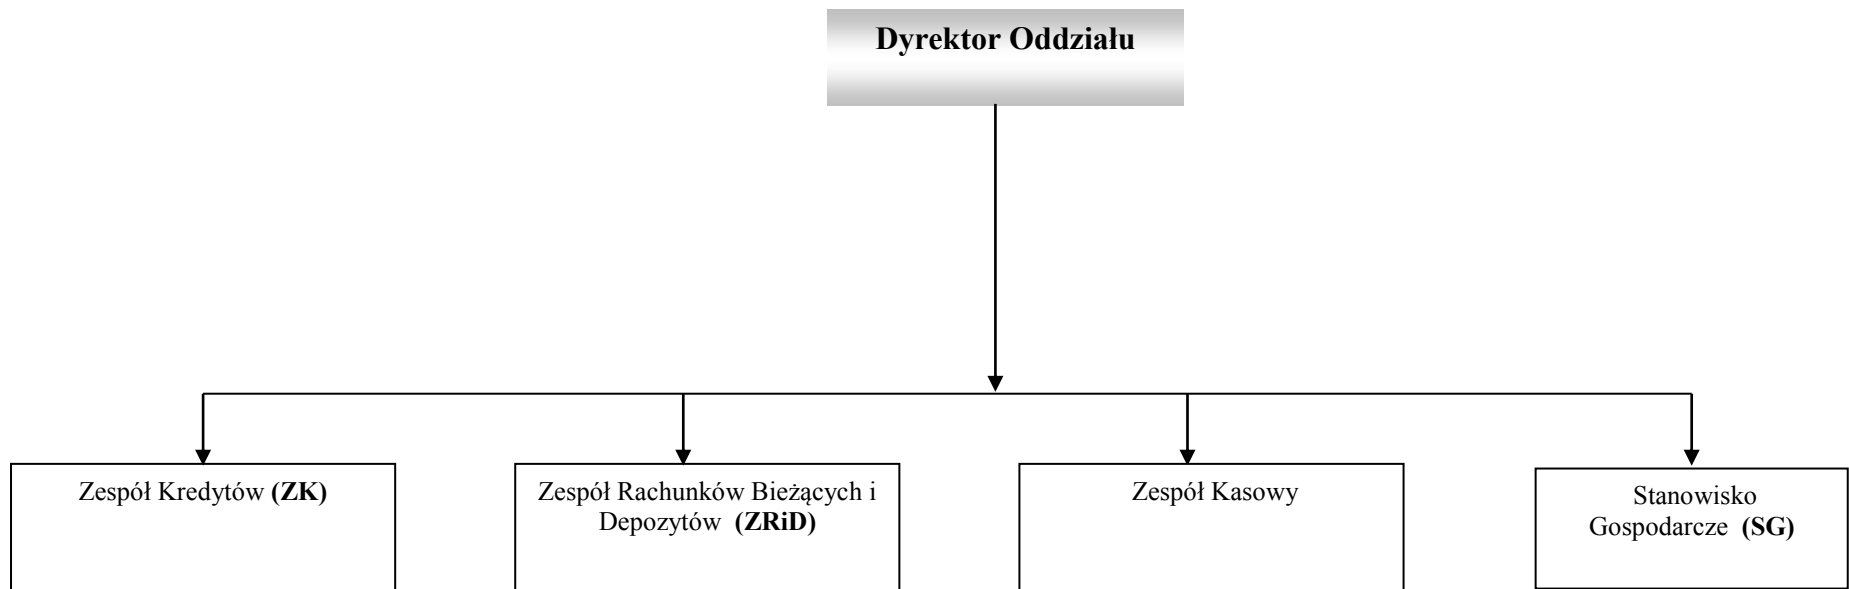 Dyrektor Oddziału
Zespół Kredytów (ZK)
Zespół Rachunków Bieżących i
Depozytów (ZRiD)
Zespół Kasowy
Stanowisko
Gospodarcze (SG)